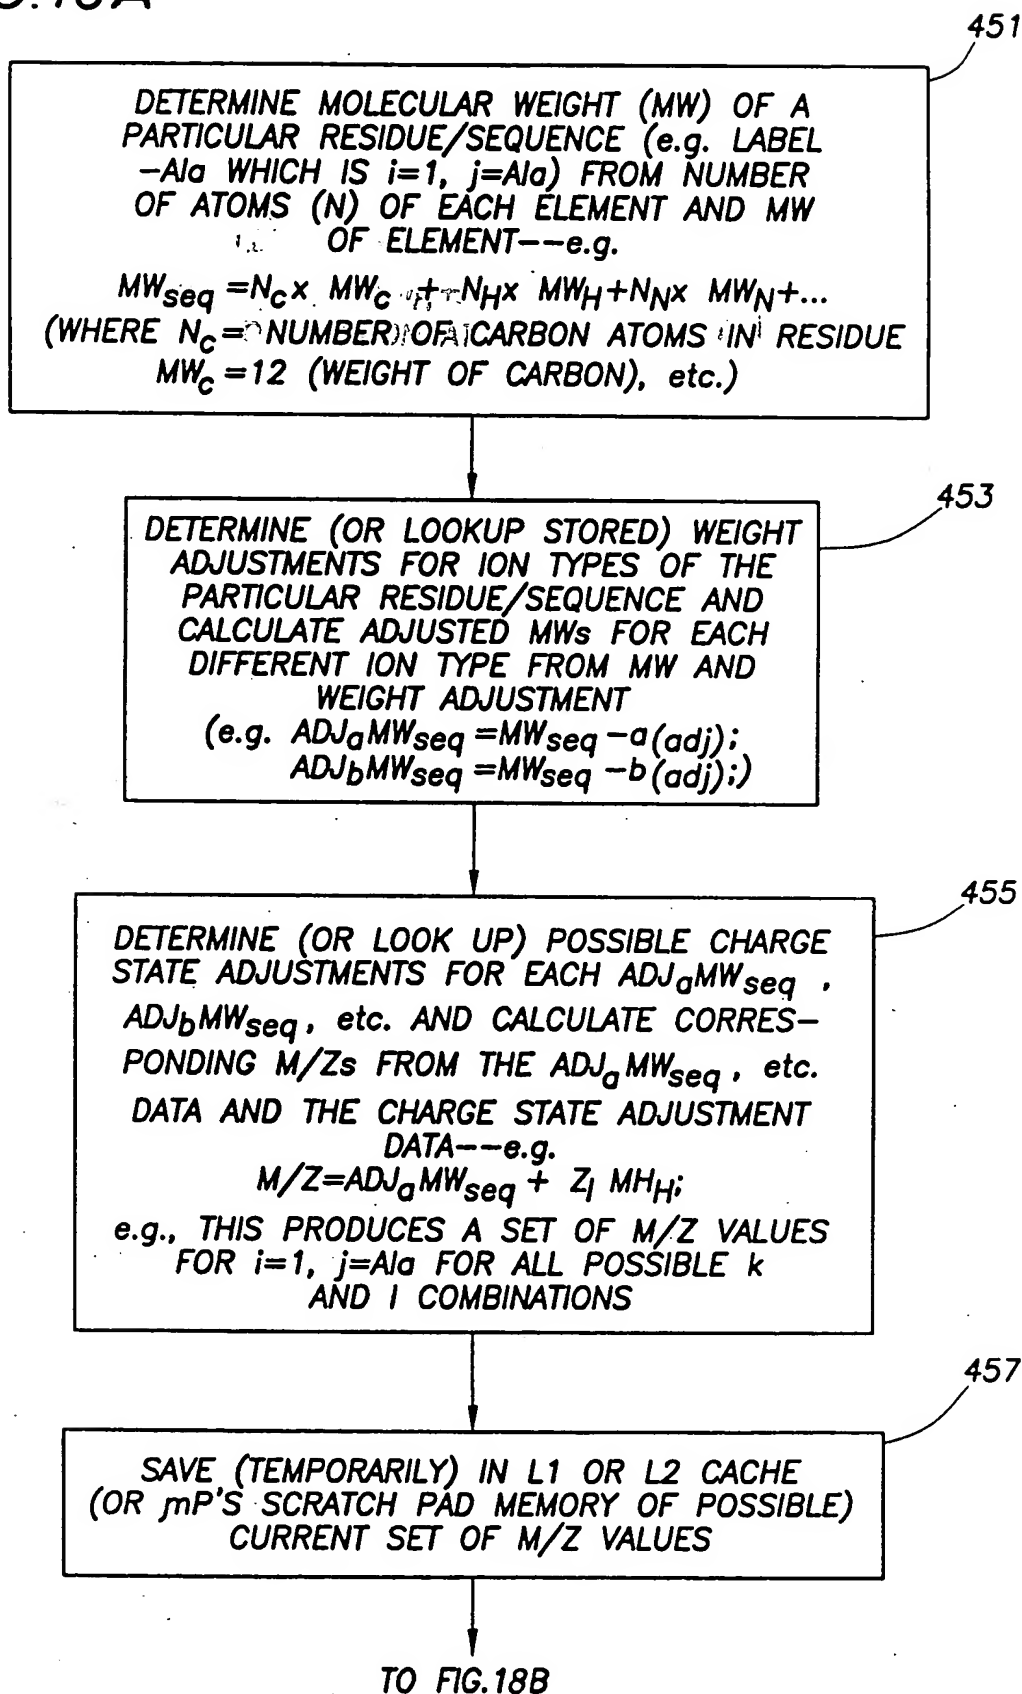 451
DETERMINE MOLECULAR WEIGHT (MW) OF A
PARTICULAR RESIDUE/SEQUENCE (e.g. LABEL
-Ala WHICH IS i=1, j=Ala) FROM NUMBER
OF ATOMS (N) OF EACH ELEMENT AND MW
OF ELEMENT--e.g.
MWseq =Ncx MWc + NHx MWH+NNx MWN+...
(WHERE Nc= NUMBER OF CARBON ATOMS IN RESIDUE
MWc =12 (WEIGHT OF CARBON), etc.)
453
DETERMINE (OR LOOKUP STORED) WEIGHT
ADJUSTMENTS FOR ION TYPES OF THE
PARTICULAR RESIDUE/SEQUENCE AND
CALCULATE ADJUSTED MWs FOR EACH
DIFFERENT ION TYPE FROM MW AND
WEIGHT ADJUSTMENT
(e.g. ADJaMWseq =MWseq -a(adj);
ADJbMWseq =MWseq -b(adj);)
455
DETERMINE (OR LOOK UP) POSSIBLE CHARGE
STATE ADJUSTMENTS FOR EACH ADJaMWseq ,
ADJbMWseq, etc. AND CALCULATE CORRES-
PONDING M/Zs FROM THE ADJaMWseq, etc.
DATA AND THE CHARGE STATE ADJUSTMENT
DATA--e.g.
M/Z=ADJaMWseq + Zl MHH;
e.g., THIS PRODUCES A SET OF M/Z VALUES
FOR i=1, j=Ala FOR ALL POSSIBLE k
AND l COMBINATIONS
457
SAVE (TEMPORARILY) IN L1 OR L2 CACHE
(OR mP'S SCRATCH PAD MEMORY OF POSSIBLE)
CURRENT SET OF M/Z VALUES
TO FIG.18B